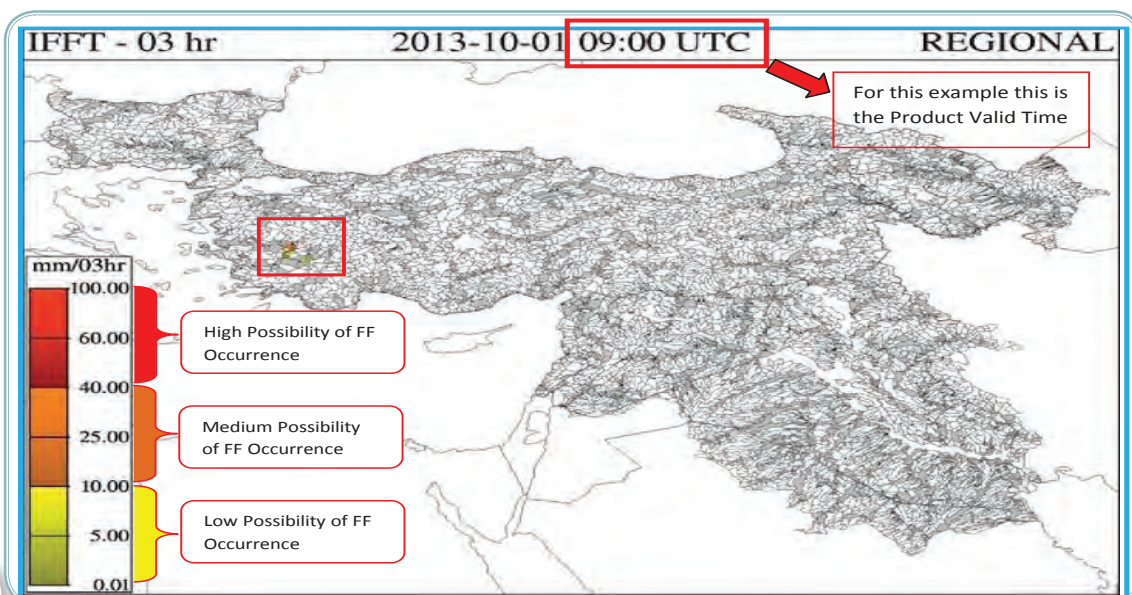 IFFT - 03 hr 2013-10-01 09:00 UTC REGIONAL
For this example this is
the Product Valid Time
mm/03hr
100.00
60.00
40.00
25.00
10.00
5.00
0.01
High Possibility of FF
Occurrence
Medium Possibility
of FF Occurrence
Low Possibility of FF
Occurrence